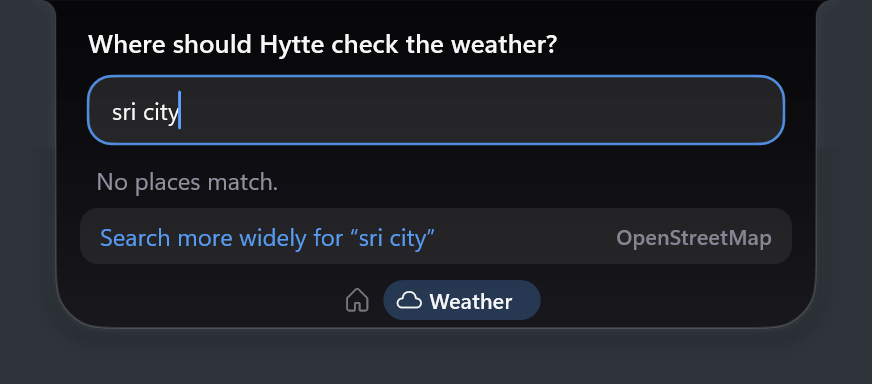 Where should Hytte check the weather?
sri city
No places match.
Search more widely for “sri city” OpenStreetMap
Weather